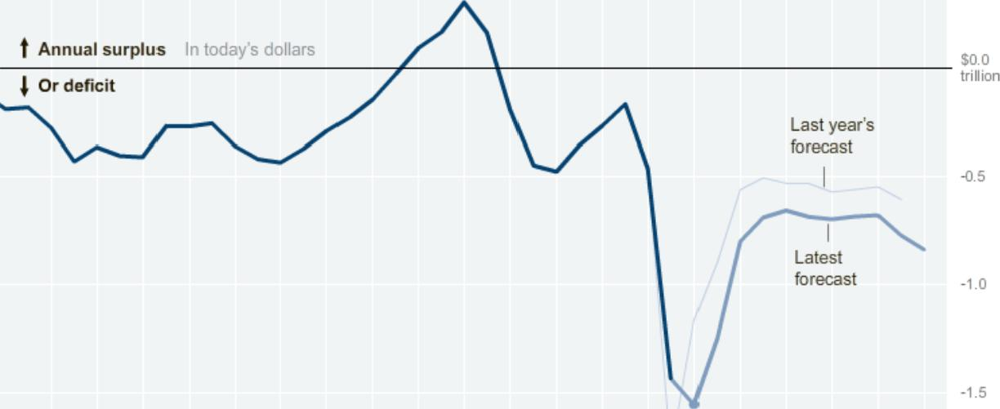 Annual surplus In today's dollars
Or deficit
$0.0
trillion
Last year's
forecast
-0.5
Latest
forecast
-1.0
-1.5